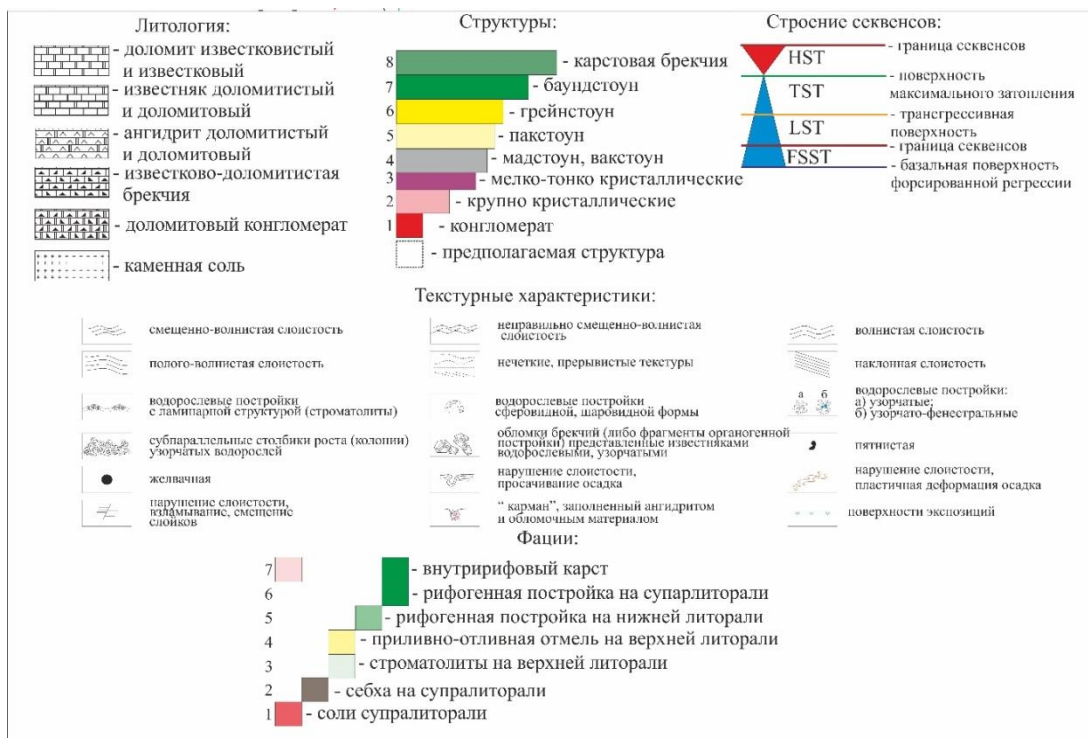 Литология:
- доломит известковистый
и известковый
- известняк доломитистый
и доломитовый
- ангидрит доломитистый
и доломитовый
- известково-доломитистая
брекчия
- доломитовый конгломерат
- каменная соль
Структуры:
8 - карстовая брекчия
7 - баундстоун
6 - грейнстоун
5 - пакстоун
4 - мадстоун, вакстоун
3 - мелко-тонко кристаллические
2 - крупно кристаллические
1 - конгломерат
- предполагаемая структура
Строение секвенсов:
- граница секвенсов
HST
- поверхность
максимального затопления
TST
- трансгрессивная
поверхность
LST
- граница секвенсов
FSST
- базальная поверхность
форсированной регрессии
Текстурные характеристики:
смещенно-волнистая слоистость
неправильно смещенно-волнистая
слоистость
волнистая слоистость
полого-волнистая слоистость
нечеткие, прерывистые текстуры
наклонная слоистость
водорослевые постройки
с ламинарной структурой (строматолиты)
водорослевые постройки
сферовидной, шаровидной формы
а б
водорослевые постройки:
а) узорчатые;
б) узорчато-фенестральные
субпараллельные столбики роста (колонии)
узорчатых водорослей
обломки брекчий (либо фрагменты органогенной
постройки) представленные известняками
водорослевыми, узорчатыми
пятнистая
желвачная
нарушение слоистости,
просачивание осадка
нарушение слоистости,
пластичная деформация осадка
нарушение слоистости,
взламывание, смещение
слойков
“ карман”, заполненный ангидритом
и обломочным материалом
поверхности экспозиций
Фации:
7 - внутририфовый карст
6 - рифогенная постройка на супарлиторали
5 - рифогенная постройка на нижней литорали
4 - приливно-отливная отмель на верхней литорали
3 - строматолиты на верхней литорали
2 - себха на супралиторали
1 - соли супралиторали